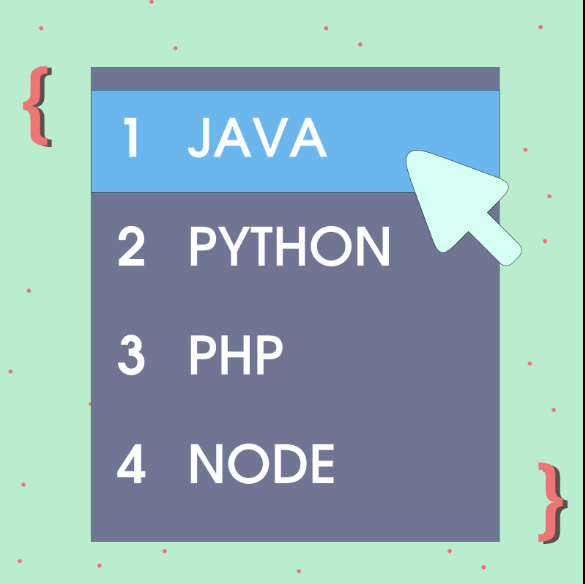 {
1 JAVA
2 PYTHON
3 PHP
4 NODE
}